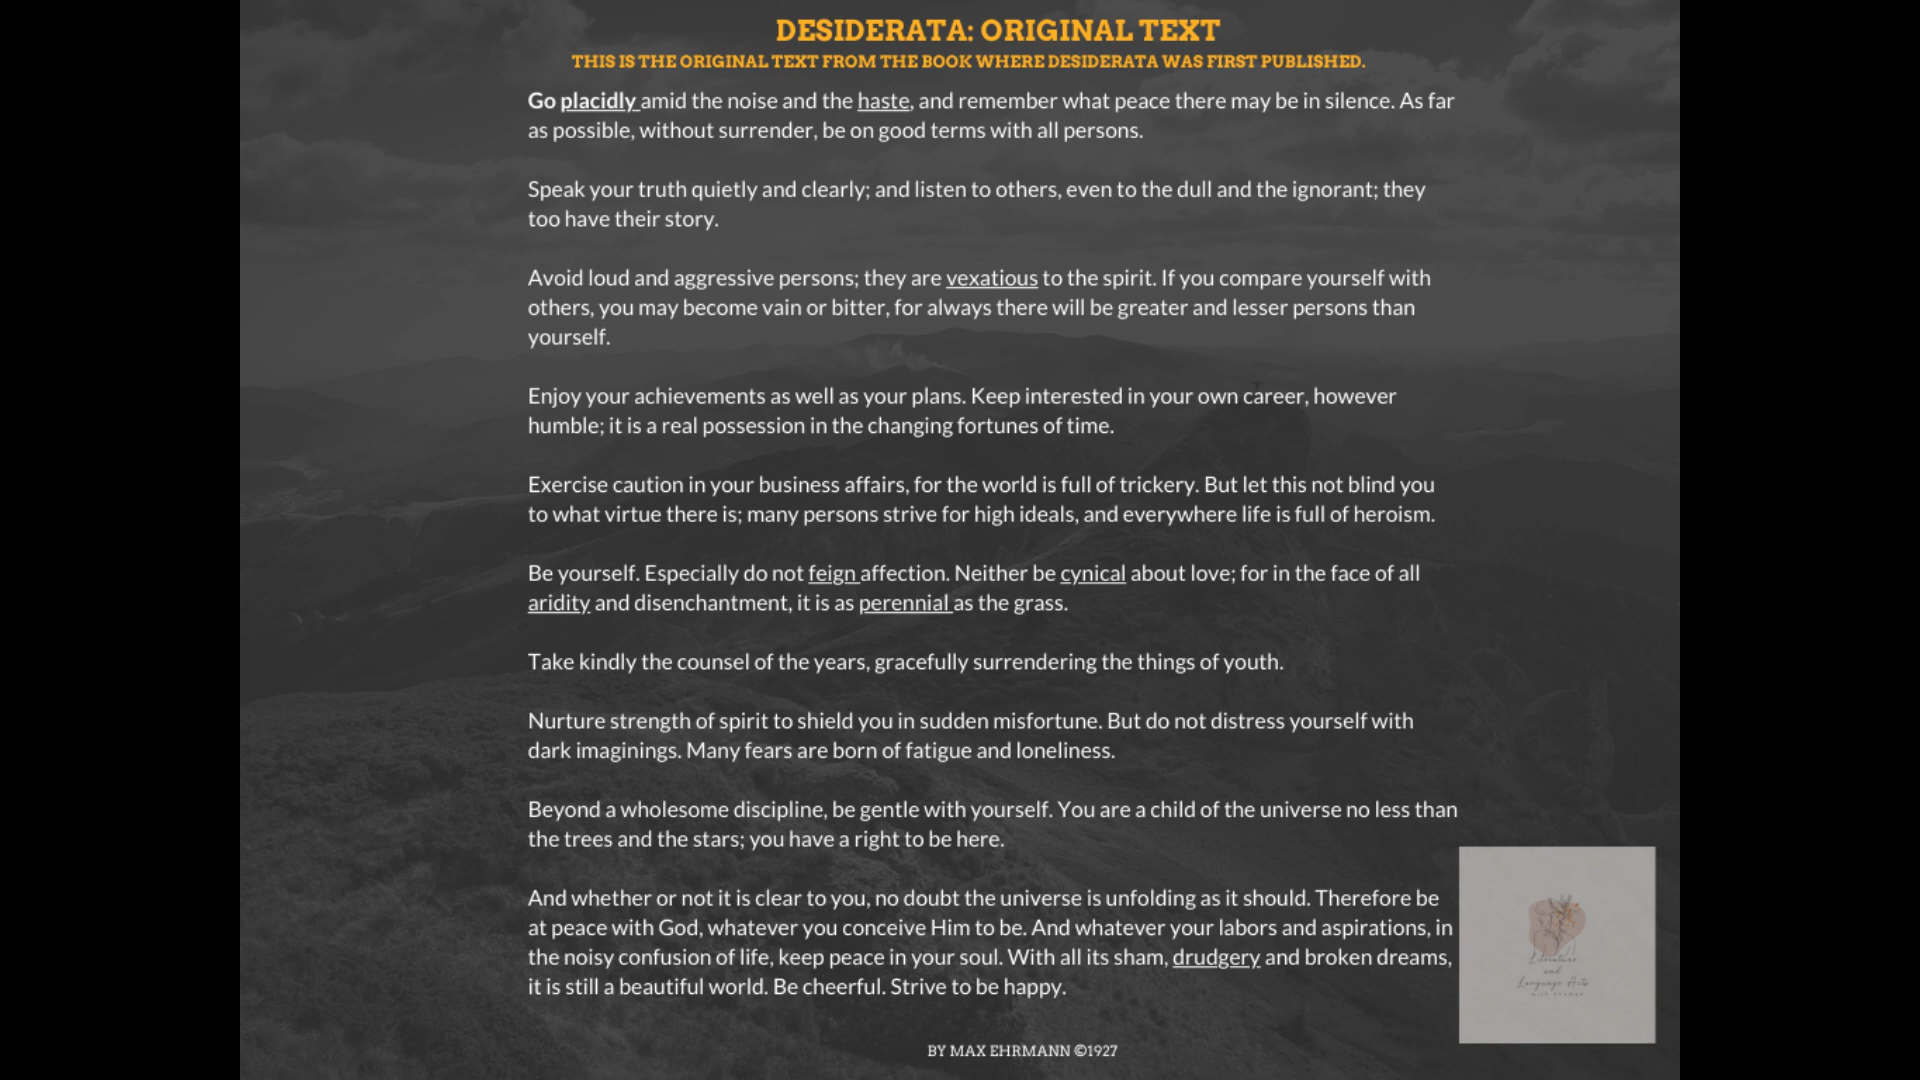 DESIDERATA: ORIGINAL TEXT
THIS IS THE ORIGINAL TEXT FROM THE BOOK WHERE DESIDERATA WAS FIRST PUBLISHED.
Go placidly amid the noise and the haste, and remember what peace there may be in silence. As far
as possible, without surrender, be on good terms with all persons.
Speak your truth quietly and clearly; and listen to others, even to the dull and the ignorant; they
too have their story.
Avoid loud and aggressive persons; they are vexatious to the spirit. If you compare yourself with
others, you may become vain or bitter, for always there will be greater and lesser persons than
yourself.
Enjoy your achievements as well as your plans. Keep interested in your own career, however
humble; it is a real possession in the changing fortunes of time.
Exercise caution in your business affairs, for the world is full of trickery. But let this not blind you
to what virtue there is; many persons strive for high ideals, and everywhere life is full of heroism.
Be yourself. Especially do not feign affection. Neither be cynical about love; for in the face of all
aridity and disenchantment, it is as perennial as the grass.
Take kindly the counsel of the years, gracefully surrendering the things of youth.
Nurture strength of spirit to shield you in sudden misfortune. But do not distress yourself with
dark imaginings. Many fears are born of fatigue and loneliness.
Beyond a wholesome discipline, be gentle with yourself. You are a child of the universe no less than
the trees and the stars; you have a right to be here.
And whether or not it is clear to you, no doubt the universe is unfolding as it should. Therefore be
at peace with God, whatever you conceive Him to be. And whatever your labors and aspirations, in
the noisy confusion of life, keep peace in your soul. With all its sham, drudgery and broken dreams,
it is still a beautiful world. Be cheerful. Strive to be happy.
BY MAX EHRMANN ©1927
Literature
and
Language Arts